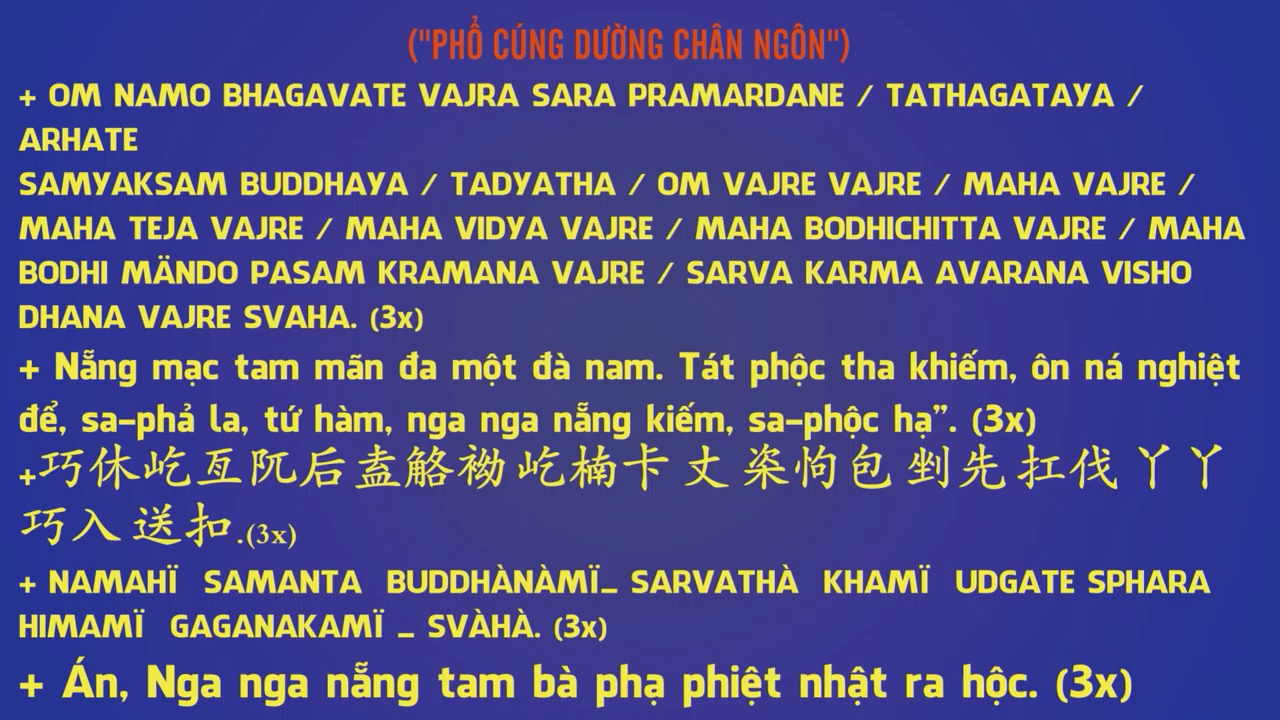 ("PHỔ CÚNG DƯỜNG CHÂN NGÔN")
+ OM NAMO BHAGAVATE VAJRA SARA PRAMARDANE / TATHAGATAYA /
ARHATE
SAMYAKSAM BUDDHAYA / TADYATHA / OM VAJRE VAJRE / MAHA VAJRE /
MAHA TEJA VAJRE / MAHA VIDYA VAJRE / MAHA BODHICHITTA VAJRE / MAHA
BODHI MÄNDO PASAM KRAMANA VAJRE / SARVA KARMA AVARANA VISHO
DHANA VAJRE SVAHA. (3x)
+ Nẵng mạc tam mãn đa một đà nam. Tát phộc tha khiếm, ôn ná nghiệt
để, sa-phả la, tứ hàm, nga nga nẵng kiếm, sa-phộc hạ”. (3x)
+巧休屹亙阢后盍觡袎屹楠卡丈楶怐包剉先扛伐丫丫
巧入送扣.(3x)
+ NAMAHÏ SAMANTA BUDDHÀNÀMÏ_ SARVATHÀ KHAMÏ UDGATE SPHARA
HIMAMÏ GAGANAKAMÏ _ SVÀHÀ. (3x)
+ Án, Nga nga nẵng tam bà phạ phiệt nhật ra hộc. (3x)